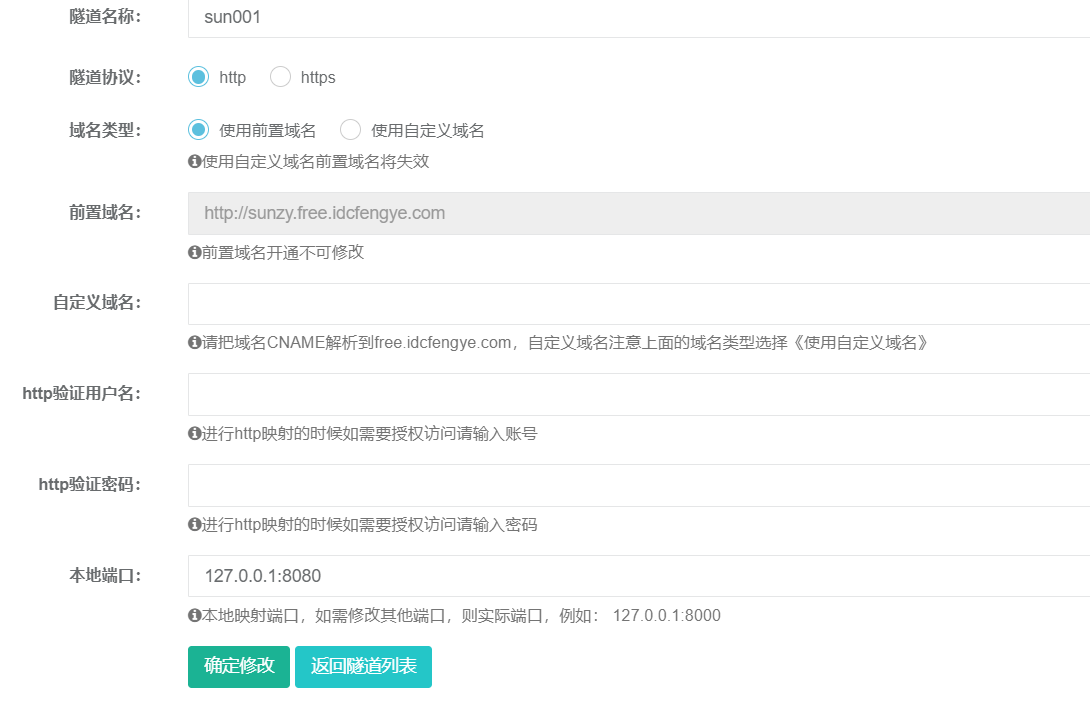 隧道名称： sun001
隧道协议： http https
域名类型： 使用前置域名 使用自定义域名
使用自定义域名前置域名将失效
前置域名： http://sunzy.free.idcfengye.com
前置域名开通不可修改
自定义域名：
请把域名CNAME解析到free.idcfengye.com，自定义域名注意上面的域名类型选择《使用自定义域名》
http验证用户名：
进行http映射的时候如需要授权访问请输入账号
http验证密码：
进行http映射的时候如需要授权访问请输入密码
本地端口： 127.0.0.1:8080
本地映射端口，如需修改其他端口，则实际端口，例如： 127.0.0.1:8000
确定修改 返回隧道列表